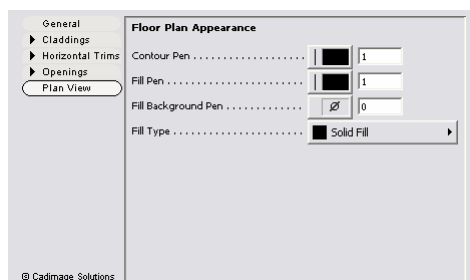 General
Claddings
Horizontal Trims
Openings
Plan View
© Cadimage Solutions
Floor Plan Appearance
Contour Pen 1
Fill Pen 1
Fill Background Pen 0
Fill Type Solid Fill